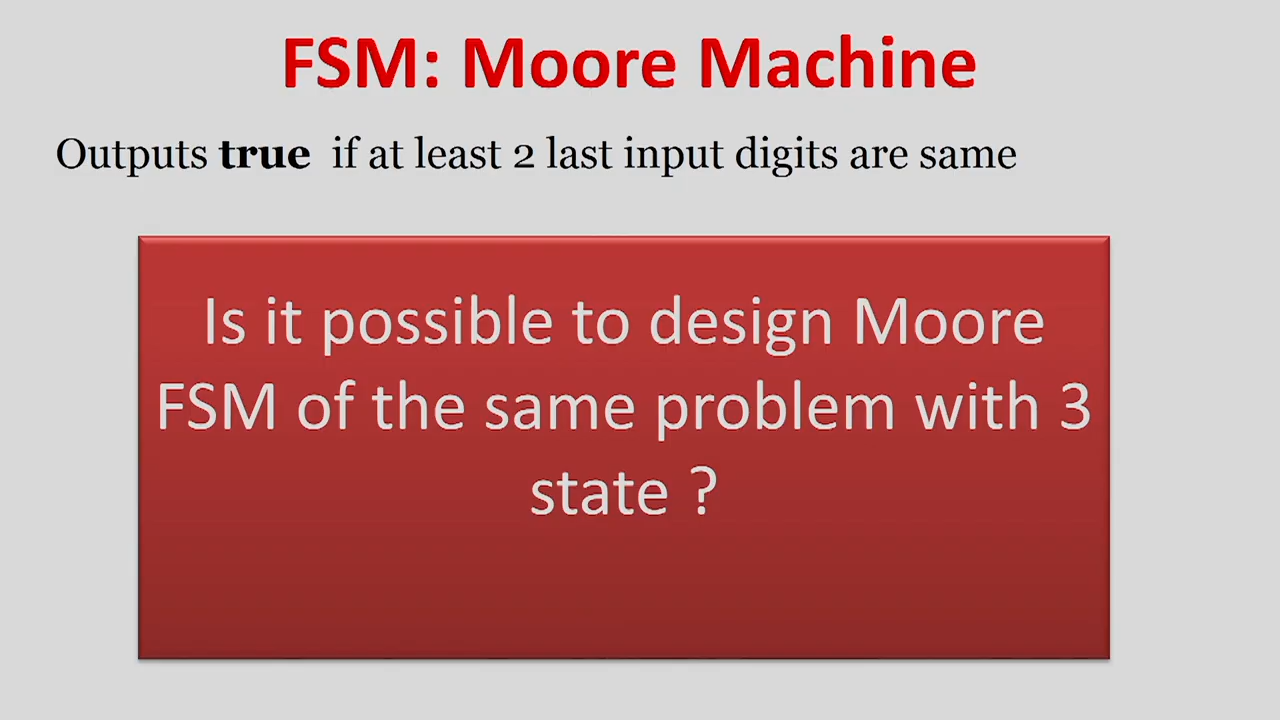 FSM: Moore Machine
Outputs true if at least 2 last input digits are same
Is it possible to design Moore
FSM of the same problem with 3
state ?